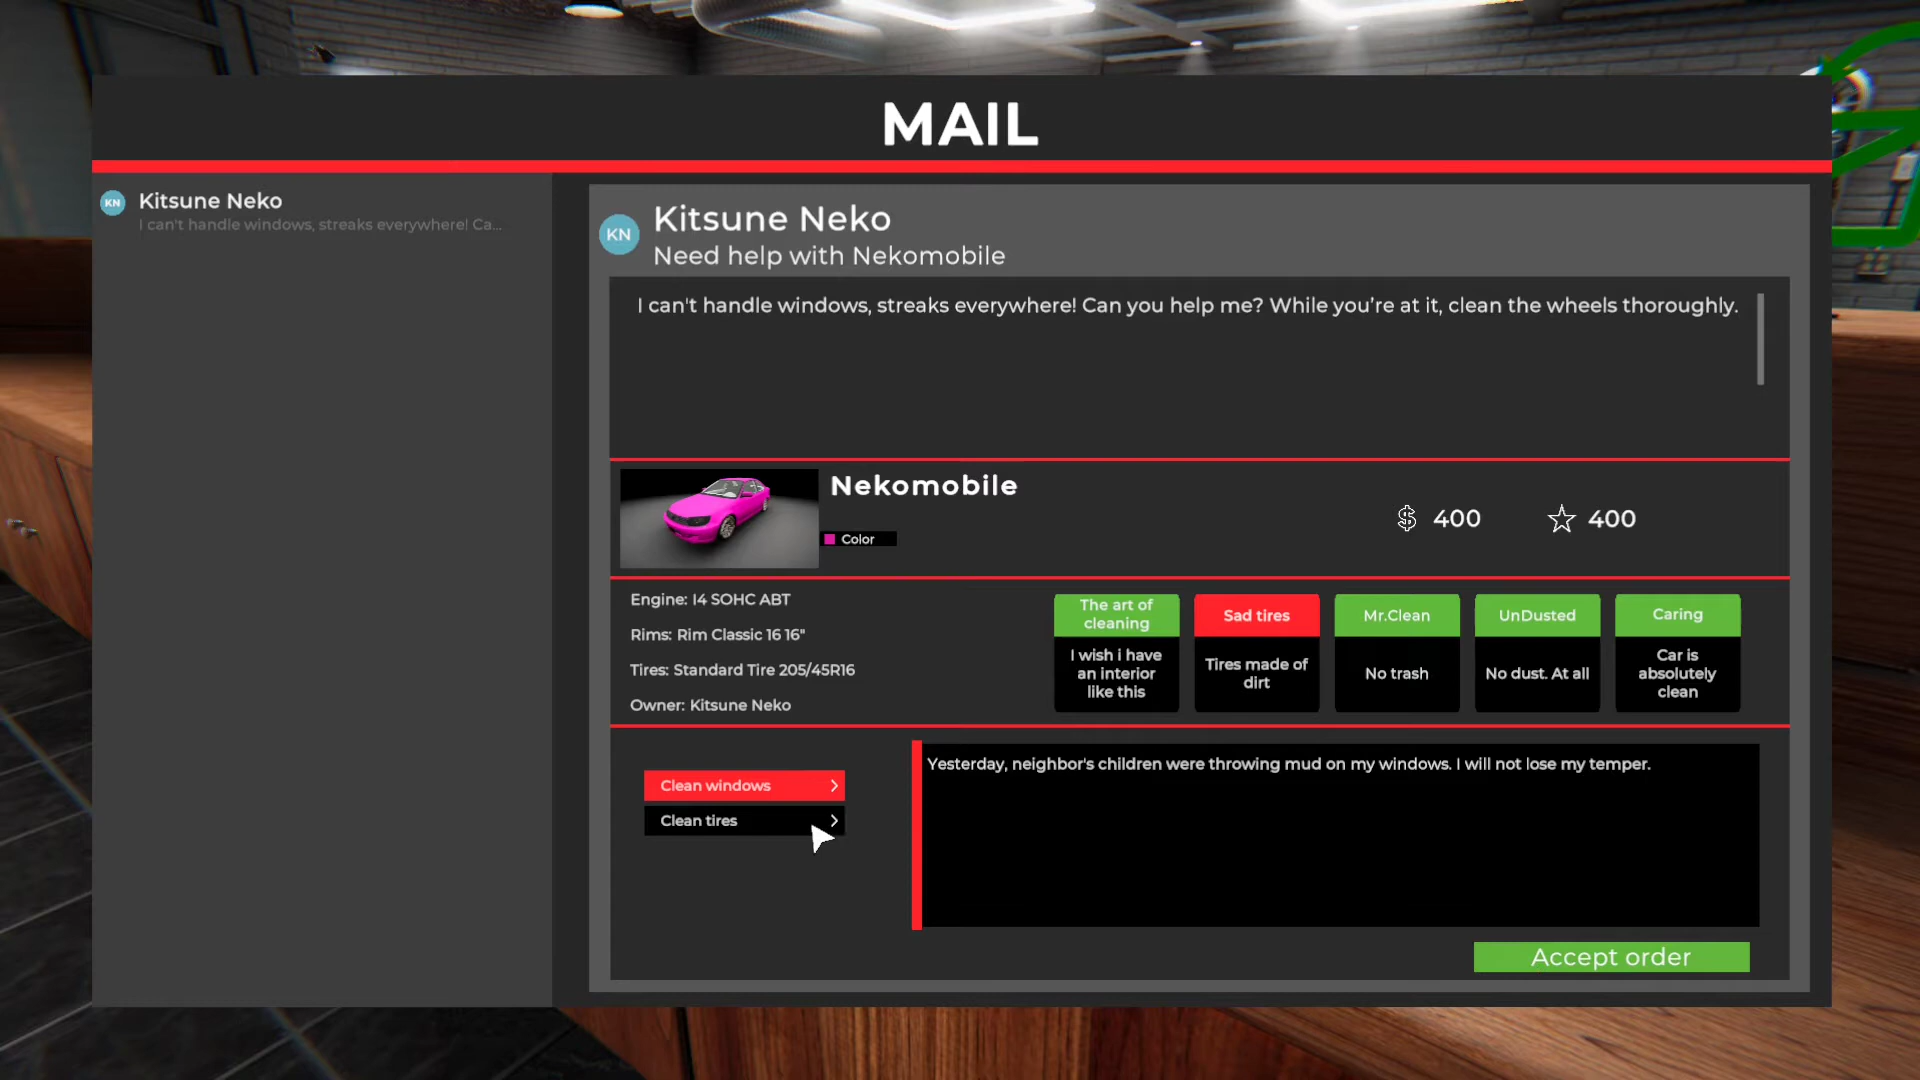 MAIL
KN
Kitsune Neko
I can't handle windows, streaks everywhere! Ca...
KN
Kitsune Neko
Need help with Nekomobile
I can't handle windows, streaks everywhere! Can you help me? While you’re at it, clean the wheels thoroughly.
Nekomobile
Color
$ 400
400
Engine: I4 SOHC ABT
Rims: Rim Classic 16 16"
Tires: Standard Tire 205/45R16
Owner: Kitsune Neko
The art of
cleaning
I wish i have
an interior
like this
Sad tires
Tires made of
dirt
Mr.Clean
No trash
UnDusted
No dust. At all
Caring
Car is
absolutely
clean
Clean windows
Clean tires
Yesterday, neighbor's children were throwing mud on my windows. I will not lose my temper.
Accept order